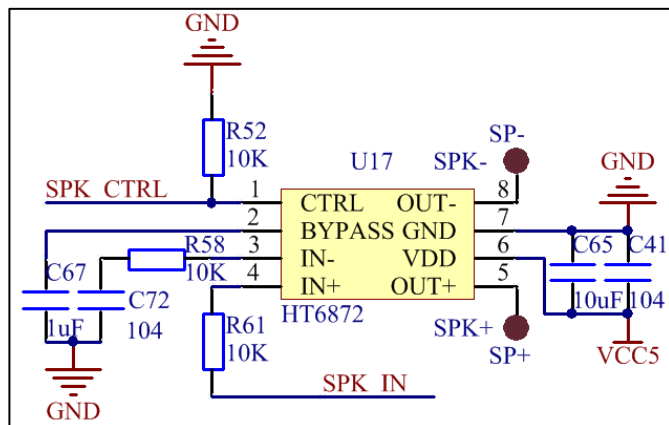 GND
R52
10K
SPK_CTRL
U17
SPK-
SP-
GND
1
CTRL
OUT-
8
2
BYPASS
GND
7
3
IN-
VDD
6
4
IN+
OUT+
5
HT6872
R58
10K
C67
1uF
C72
104
GND
R61
10K
SPK_IN
SPK+
SP+
C65
10uF
C41
104
VCC5